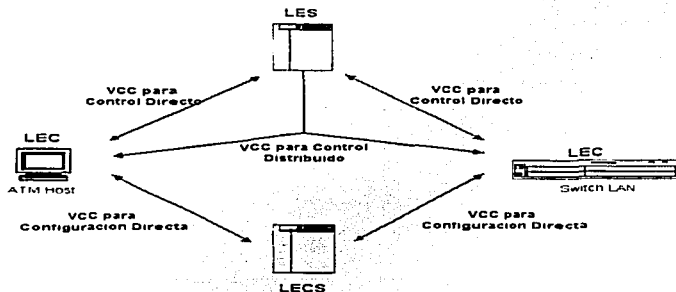 LES
VCC para
Control Directo
VCC para
Control Directo
LEC
ATM Host
VCC para Control
Distribuido
LEC
Switch LAN
VCC para
Configuracion Directa
VCC para
Configuracion Directa
LECS